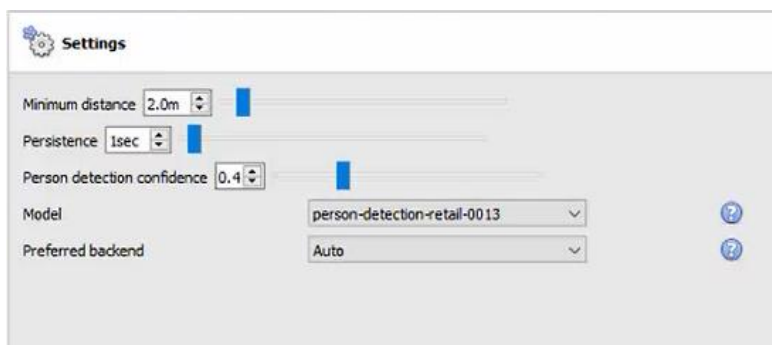 Settings
Minimum distance 2.0m
Persistence 1sec
Person detection confidence 0.4
Model person-detection-retail-0013
Preferred backend Auto